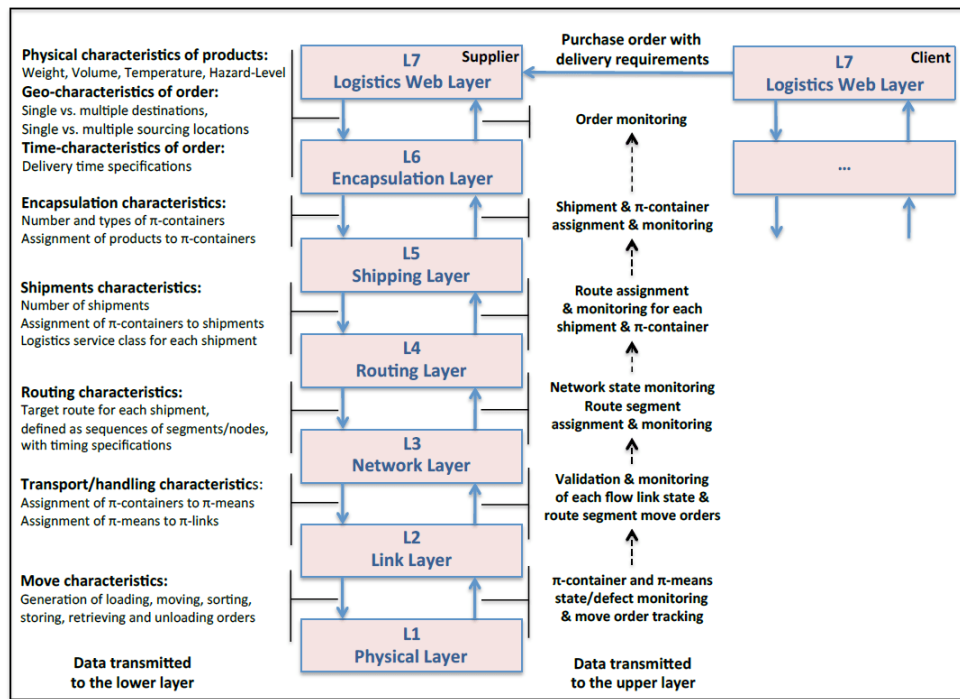 Physical characteristics of products:
Weight, Volume, Temperature, Hazard-Level
Geo-characteristics of order:
Single vs. multiple destinations,
Single vs. multiple sourcing locations
Time-characteristics of order:
Delivery time specifications
Encapsulation characteristics:
Number and types of π-containers
Assignment of products to π-containers
Shipments characteristics:
Number of shipments
Assignment of π-containers to shipments
Logistics service class for each shipment
Routing characteristics:
Target route for each shipment,
defined as sequences of segments/nodes,
with timing specifications
Transport/handling characteristics:
Assignment of π-containers to π-means
Assignment of π-means to π-links
Move characteristics:
Generation of loading, moving, sorting,
storing, retrieving and unloading orders
Data transmitted
to the lower layer
L7
Supplier
Logistics Web Layer
L6
Encapsulation Layer
L5
Shipping Layer
L4
Routing Layer
L3
Network Layer
L2
Link Layer
L1
Physical Layer
Purchase order with
delivery requirements
Order monitoring
Shipment & π-container
assignment & monitoring
Route assignment
& monitoring for each
shipment & π-container
Network state monitoring
Route segment
assignment & monitoring
Validation & monitoring
of each flow link state &
route segment move orders
π-container and π-means
state/defect monitoring
& move order tracking
Data transmitted
to the upper layer
L7
Client
Logistics Web Layer
...